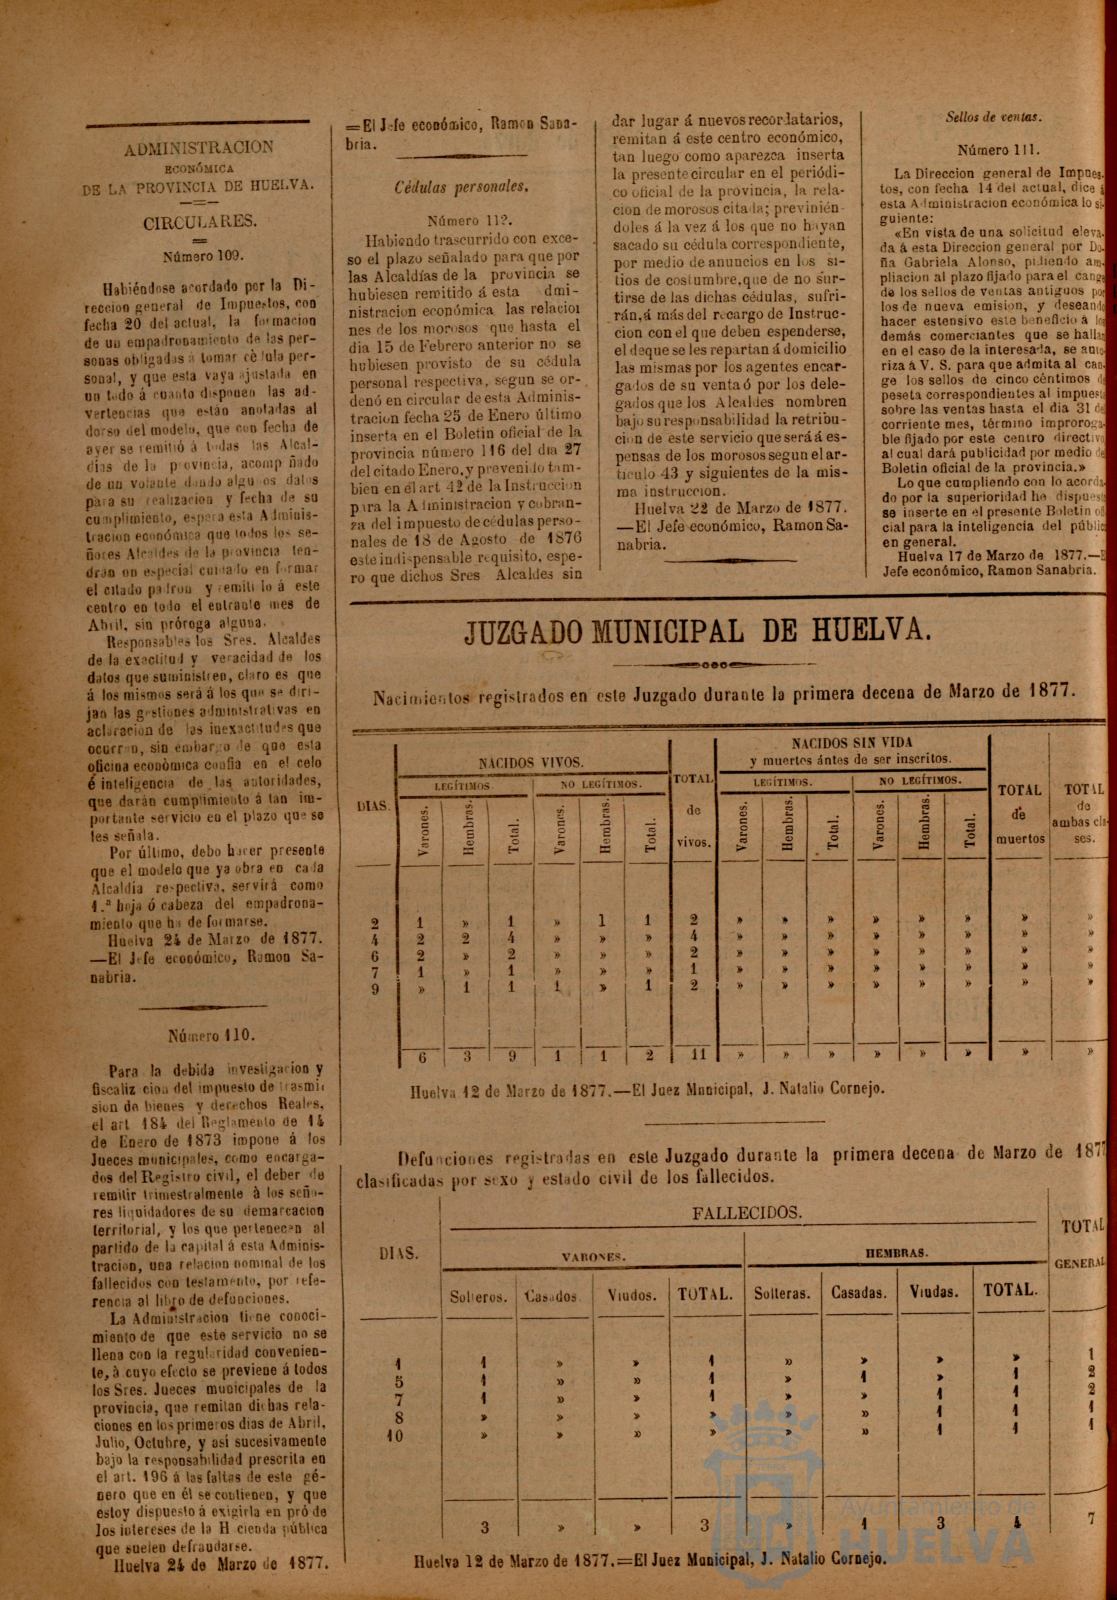 ADMINISTRACION
ECONÓMICA
DE LA PROVINCIA DE HUELVA.
CIRCULARES.
Número 109.
Habiéndose acordado por la Di-
reccion general de Impuestos, con
fecha 20 del actual, la formacion
de un empadronamiento de las per-
sonas obligadas á tomar cédula per-
sonal, y que esta vaya ajustada en
un todo á cuanto disponen las ad-
vertencias que están anotadas al
dorso del modelo, que con fecha de
ayer se remitió á todas las Alcal-
dias de la provincia, acompañado
de un volante dando algunos datos
para su realizacion y fecha de su
cumplimiento, espera esta Adminis-
tracion económica que todos los se-
ñores Alcaldes de la provincia ten-
drán un especial cuidado en formar
el citado padron y remitirlo á este
centro en todo el entrante mes de
Abril, sin próroga alguna.
Responsables los Sres. Alcaldes
de la exactitud y veracidad de los
datos que suministren, claro es que
á los mismos será á los que se diri-
jan las gestiones administrativas en
aclaracion de las inexactitudes que
ocurran, sin embargo de que esta
oficina económica confia en el celo
é inteligencia de las autoridades,
que darán cumplimiento á tan im-
portante servicio en el plazo que se
les señala.
Por último, debo hacer presente
que el modelo que ya obra en cada
Alcaldía respectiva, servirá como
1.ª hoja ó cabeza del empadrona-
miento que ha de formarse.
Huelva 24 de Marzo de 1877.
—El Jefe económico, Ramon Sa-
nabria.
Número 110.
Para la debida investigacion y
fiscaliz cion del impuesto de trasmi
sion de bienes y derechos Reales,
el art 184 del Reglamento de 14
de Enero de 1873 impone á los
Jueces municipales, como encarga-
dos del Registro civil, el deber de
remitir trimestralmente á los seño-
res liquidadores de su demarcacion
territorial, y los que pertenecen al
partido de la capital á esta Adminis-
tracion, una relacion nominal de los
fallecidos con testamento, por refe-
rencia al libro de defunciones.
La Administracion tiene conoci-
miento de que este servicio no se
llena con la regularidad convenien-
te, á cuyo efecto se previene á todos
los Sres. Jueces municipales de la
provincia, que remitan dichas rela-
ciones en los primeros dias de Abril,
Julio, Octubre, y así sucesivamente
bajo la responsabilidad prescrita en
el art. 196 á las faltas de este gé-
nero que en él se contienen, y que
estoy dispuesto á exigirla en pró de
los intereses de la H cienda pública
que suelen defraudarse.
Huelva 24 de Marzo de 1877.
=El Jefe económico, Ramon Sana-
bria.
Cédulas personales.
Número 112.
Habiendo trascurrido con exce-
so el plazo señalado para que por
las Alcaldías de la provincia se
hubiesen remitido á esta dmi-
nistracion económica las relacioi
nes de los morosos que hasta el
dia 15 de Febrero anterior no se
hubiesen provisto de su cédula
personal respectiva, segun se or-
denó en circular de esta Adminis-
tracion fecha 25 de Enero último
inserta en el Boletin oficial de la
provincia número 116 del dia 27
del citado Enero, y prevenido tam-
bien en el art 42 de la Instruccion
para la Administracion y cobran-
za del impuesto de cédulas perso-
nales de 18 de Agosto de 1876
este indispensable requisito, espe-
ro que dichos Sres Alcaldes sin
dar lugar á nuevos recordatarios,
remitan á este centro económico,
tan luego como aparezca inserta
la presente circular en el periódi-
co oficial de la provincia, la rela-
cion de morosos citada; previnién-
doles á la vez á los que no hayan
sacado su cédula correspondiente,
por medio de anuncios en los si-
tios de costumbre, que de no sur-
tirse de las dichas cédulas, sufri-
rán, á más del recargo de Instruc-
cion con el que deben espenderse,
el de que se les repartan á domicilio
las mismas por los agentes encar-
gados de su venta ó por los dele-
gados que los Alcaldes nombren
bajo su responsabilidad la retribu-
cion de este servicio que será á es-
pensas de los morosos segun el ar-
tículo 43 y siguientes de la mis-
ma instruccion.
Huelva 22 de Marzo de 1877.
—El Jefe económico, Ramon Sa-
nabria.
Sellos de ventas.
Número 111.
La Direccion general de Impues-
tos, con fecha 14 del actual, dice á
esta Administracion económica lo si-
guiente:
«En vista de una solicitud eleva-
da á esta Direccion general por Do-
ña Gabriela Alonso, pidiendo am-
pliacion al plazo fijado para el cange
de los sellos de ventas antiguos por
los de nueva emision, y deseando
hacer estensivo este beneficio á los
demás comerciantes que se hallan
en el caso de la interesada, se auto-
riza á V. S. para que admita al can-
ge los sellos de cinco céntimos de
peseta correspondientes al impuesto
sobre las ventas hasta el dia 31 del
corriente mes, término improroga-
ble fijado por este centro directivo
al cual dará publicidad por medio del
Boletin oficial de la provincia.»
Lo que cumpliendo con lo acorda-
do por la superioridad he dispuesto
se inserte en el presente Boletin ofi-
cial para la inteligencia del público
en general.
Huelva 17 de Marzo de 1877.—E
Jefe económico, Ramon Sanabria.
JUZGADO MUNICIPAL DE HUELVA.
Nacimientos registrados en este Juzgado durante la primera decena de Marzo de 1877.
DIAS. NACIDOS VIVOS. TOTAL de vivos. NACIDOS SIN VIDA y muertos ántes de ser inscritos. TOTAL de muertos TOTAL de ambas cla-ses.
LEGÍTIMOS NO LEGÍTIMOS. LEGÍTIMOS. NO LEGÍTIMOS.
Varones. Hembras. Total. Varones. Hembras. Total. Varones. Hembras. Total. Varones. Hembras. Total.
2 1 » 1 » 1 1 2 » » » » » » » »
4 2 2 4 » » » 4 » » » » » » » »
6 2 » 2 » » » 2 » » » » » » » »
7 1 » 1 » » » 1 » » » » » » » »
9 » 1 1 1 » 1 2 » » » » » » » »
6 3 9 1 1 2 11 » » » » » » » »
Huelva 12 de Marzo de 1877.—El Juez Municipal, J. Natalio Cornejo.
Defunciones registradas en este Juzgado durante la primera decena de Marzo de 1877
clasificadas por sexo y estado civil de los fallecidos.
DIAS. FALLECIDOS. TOTAL GENERAL
VARONES. HEMBRAS.
Solteros. Casados. Viudos. TOTAL. Solteras. Casadas. Viudas. TOTAL.
1 1 » » 1 » » » » 1
5 1 » » 1 » 1 » 1 2
7 1 » » 1 » » 1 1 2
8 » » » » » » 1 1 1
10 » » » » » » 1 1 1
3 » » 3 » 1 3 4 7
Huelva 12 de Marzo de 1877.=El Juez Municipal, J. Natalio Cornejo.
Ayuntamiento de
HUELVA